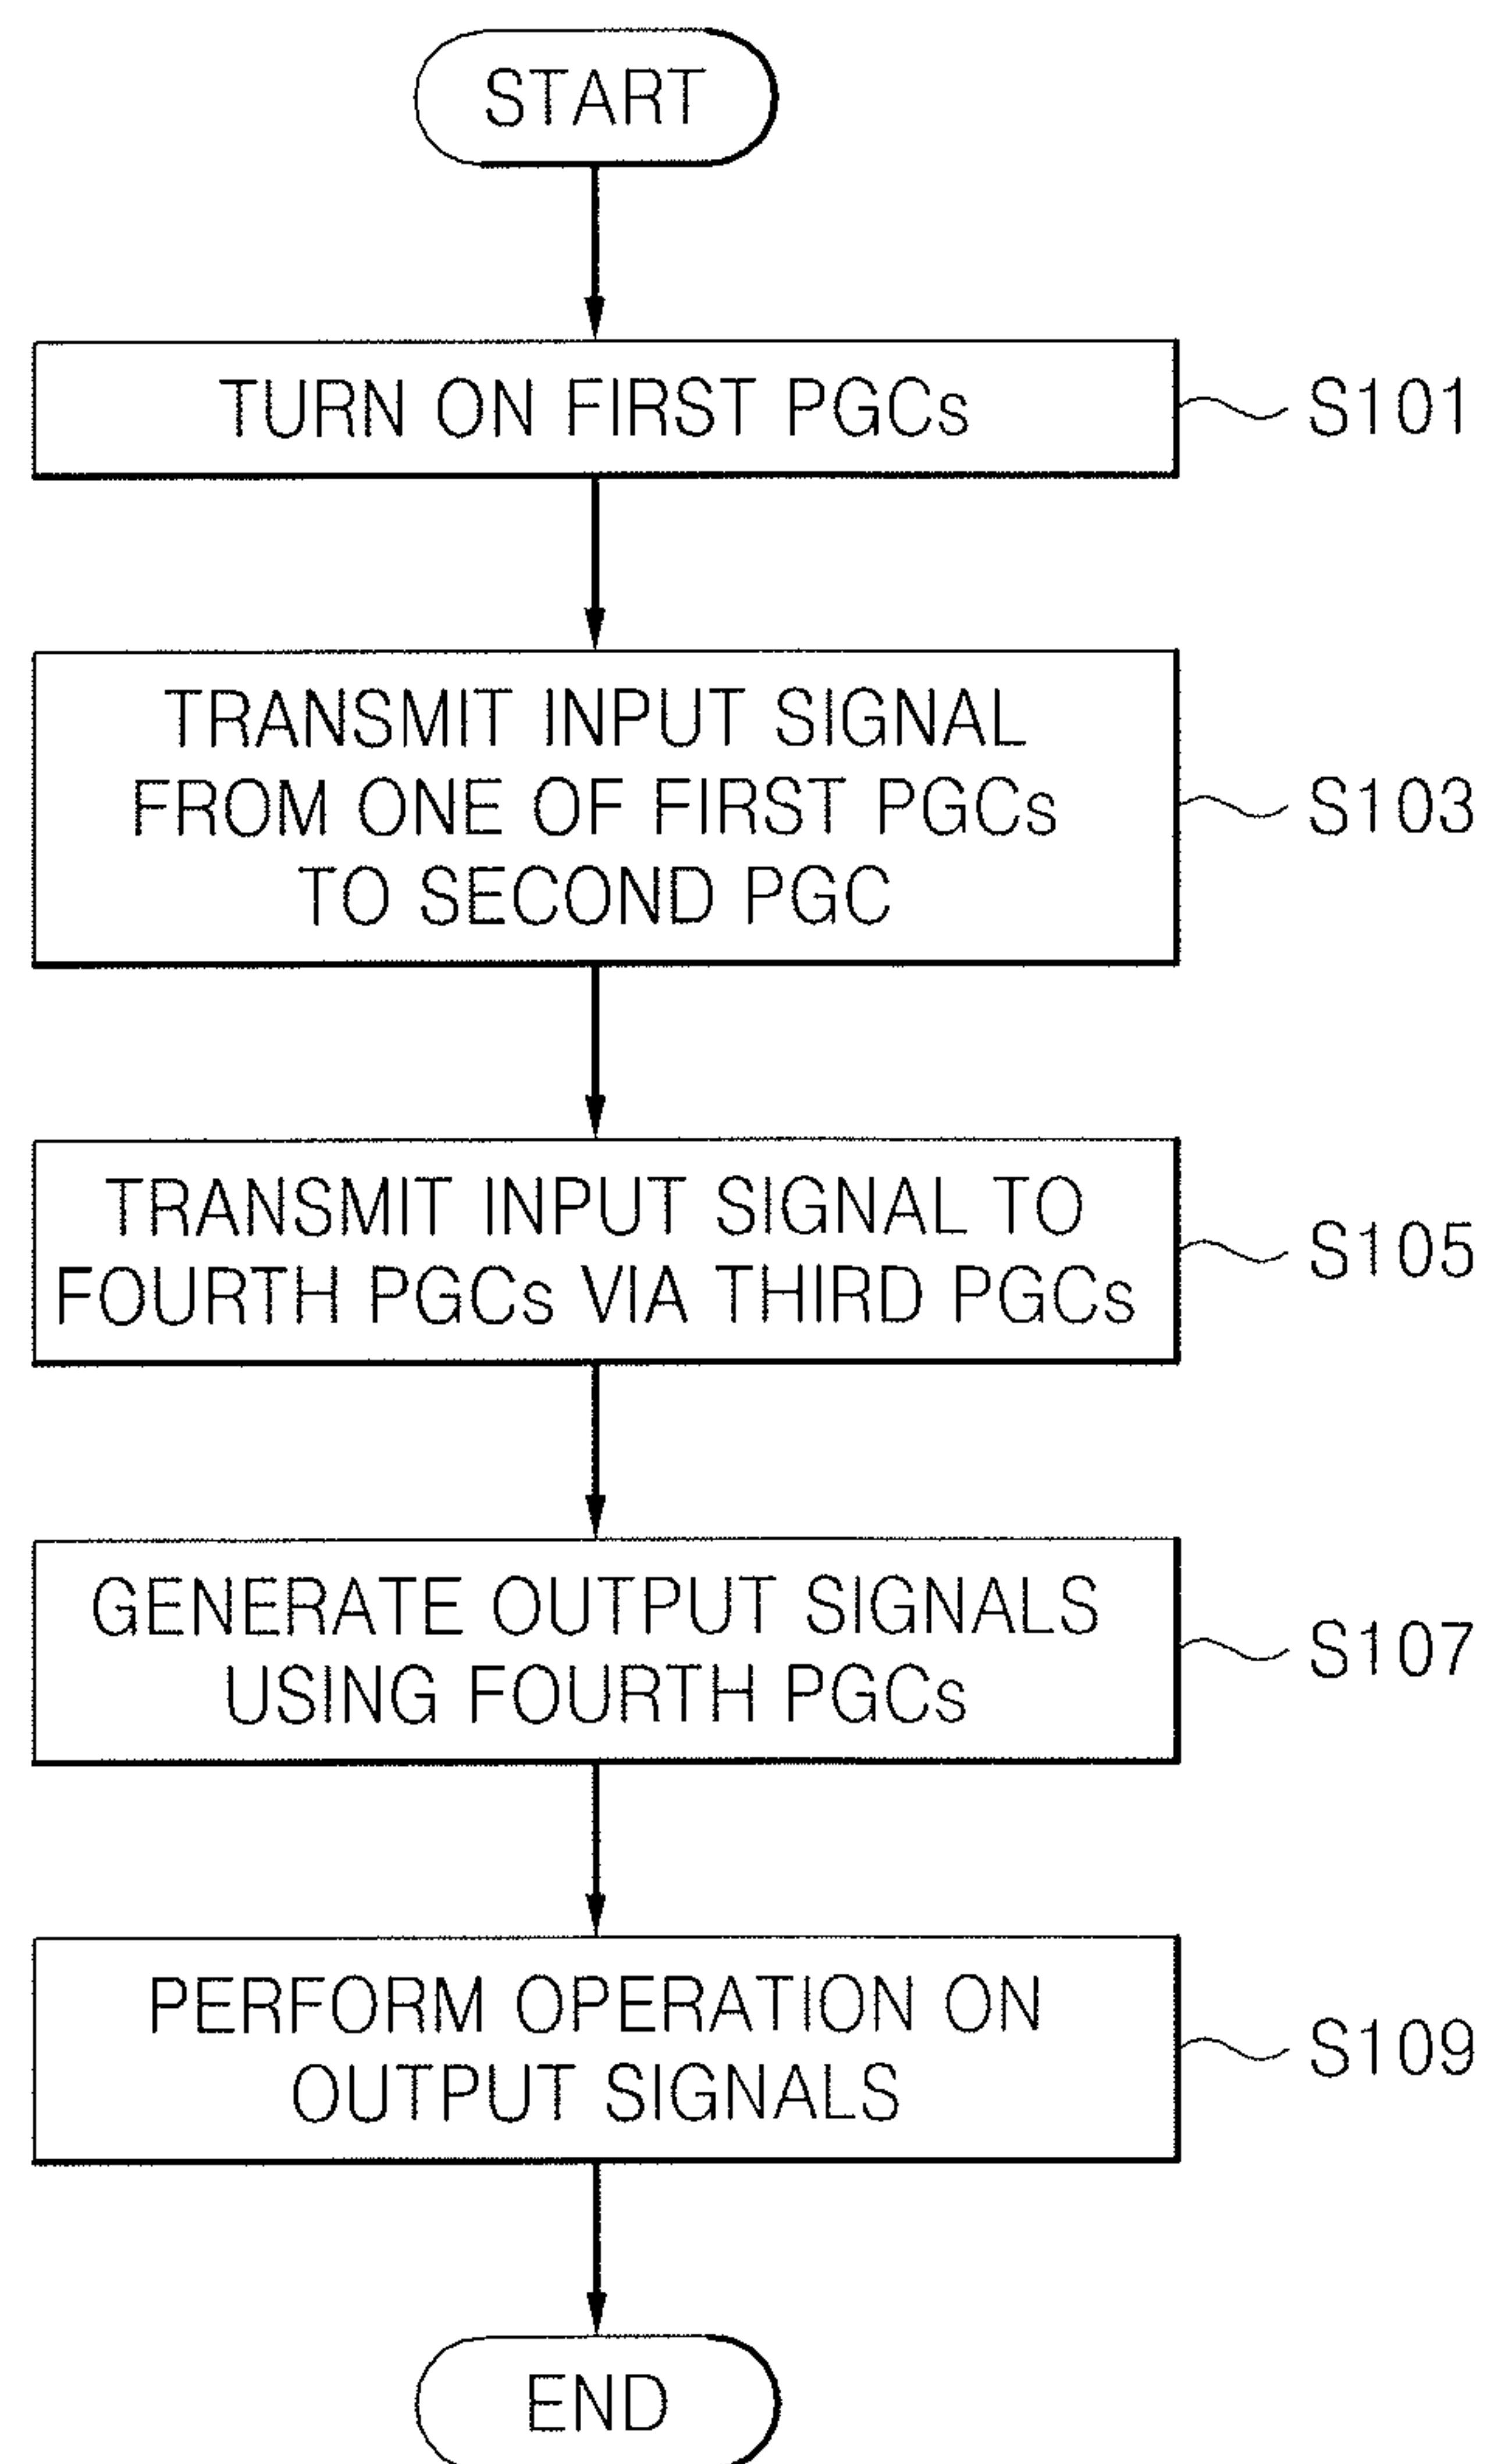 START
TURN ON FIRST PGCs
S101
TRANSMIT INPUT SIGNAL
FROM ONE OF FIRST PGCs
TO SECOND PGC
S103
TRANSMIT INPUT SIGNAL TO
FOURTH PGCs VIA THIRD PGCs
S105
GENERATE OUTPUT SIGNALS
USING FOURTH PGCs
S107
PERFORM OPERATION ON
OUTPUT SIGNALS
S109
END